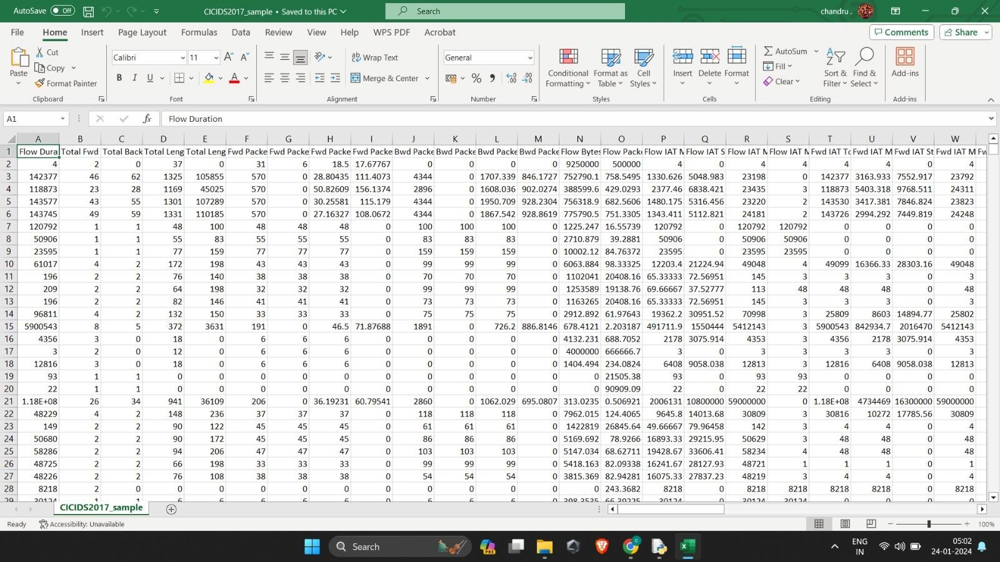 AutoSave Off CICIDS2017_sample • Saved to this PC Search chandru .
File Home Insert Page Layout Formulas Data Review View Help WPS PDF Acrobat Comments Share
Paste Cut Copy Format Painter Clipboard
Calibri 11 B I U Font
Wrap Text Merge & Center Alignment
General Number
Conditional Formatting Format as Table Cell Styles Styles
Insert Delete Format Cells
AutoSum Fill Clear Sort & Filter Find & Select Editing
Add-ins Add-ins
A1 fx Flow Duration
A B C D E F G H I J K L M N O P Q R S T U V W
1 Flow Dura Total Fwd Total Back Total Leng Total Leng Fwd Packe Fwd Packe Fwd Packe Fwd Packe Bwd Packe Bwd Packe Bwd Packe Bwd Packe Flow Bytes Flow Packe Flow IAT M Flow IAT S Flow IAT M Flow IAT M Fwd IAT To Fwd IAT M Fwd IAT St Fwd IAT M Fw
2 4 2 0 37 0 31 6 18.5 17.67767 0 0 0 0 9250000 500000 4 0 4 4 4 4 0 4
3 142377 46 62 1325 105855 570 0 28.80435 111.4073 4344 0 1707.339 846.1727 752790.1 758.5495 1330.626 5048.983 23198 0 142377 3163.933 7552.917 23792
4 118873 23 28 1169 45025 570 0 50.82609 156.1374 2896 0 1608.036 902.0274 388599.6 429.0293 2377.46 6838.421 23435 3 118873 5403.318 9768.511 24311
5 143577 43 55 1301 107289 570 0 30.25581 115.179 4344 0 1950.709 928.2304 756318.9 682.5606 1480.175 5316.456 23220 2 143530 3417.381 7846.824 23823
6 143745 49 59 1331 110185 570 0 27.16327 108.0672 4344 0 1867.542 928.8619 775790.5 751.3305 1343.411 5112.821 24181 2 143726 2994.292 7449.819 24248
7 120792 1 1 48 100 48 48 48 0 100 100 100 0 1225.247 16.55739 120792 0 120792 120792 0 0 0 0
8 50906 1 1 55 83 55 55 55 0 83 83 83 0 2710.879 39.2881 50906 0 50906 50906 0 0 0 0
9 23595 1 1 77 159 77 77 77 0 159 159 159 0 10002.12 84.76372 23595 0 23595 23595 0 0 0 0
10 61017 4 2 172 198 43 43 43 0 99 99 99 0 6063.884 98.33325 12203.4 21224.94 49048 4 49099 16366.33 28303.16 49048
11 196 2 2 76 140 38 38 38 0 70 70 70 0 1102041 20408.16 65.33333 72.56951 145 3 3 3 0 3
12 209 2 2 64 198 32 32 32 0 99 99 99 0 1253589 19138.76 69.66667 37.52777 113 48 48 48 0 48
13 196 2 2 82 146 41 41 41 0 73 73 73 0 1163265 20408.16 65.33333 72.56951 145 3 3 3 0 3
14 96811 4 2 132 150 33 33 33 0 75 75 75 0 2912.892 61.97643 19362.2 30951.52 70998 3 25809 8603 14894.77 25802
15 5900543 8 5 372 3631 191 0 46.5 71.87688 1891 0 726.2 886.8146 678.4121 2.203187 491711.9 1550444 5412143 3 5900543 842934.7 2016470 5412143
16 4356 3 0 18 0 6 6 6 0 0 0 0 0 4132.231 688.7052 2178 3075.914 4353 3 4356 2178 3075.914 4353
17 3 2 0 12 0 6 6 6 0 0 0 0 0 4000000 666666.7 3 0 3 3 3 3 0 3
18 12816 3 0 18 0 6 6 6 0 0 0 0 0 1404.494 234.0824 6408 9058.038 12813 3 12816 6408 9058.038 12813
19 93 1 1 0 0 0 0 0 0 0 0 0 0 0 21505.38 93 0 93 93 0 0 0 0
20 22 1 1 0 0 0 0 0 0 0 0 0 0 0 90909.09 22 0 22 22 0 0 0 0
21 1.18E+08 26 34 941 36109 206 0 36.19231 60.79541 2860 0 1062.029 695.0807 313.0235 0.506921 2006131 10800000 59000000 0 1.18E+08 4734469 16300000 59000000
22 48229 4 2 148 236 37 37 37 0 118 118 118 0 7962.015 124.4065 9645.8 14013.68 30809 3 30816 10272 17785.56 30809
23 149 2 2 90 122 45 45 45 0 61 61 61 0 1422819 26845.64 49.66667 79.96458 142 3 4 4 0 4
24 50680 2 2 90 172 45 45 45 0 86 86 86 0 5169.692 78.9266 16893.33 29215.95 50629 3 48 48 0 48
25 58286 2 2 94 206 47 47 47 0 103 103 103 0 5147.034 68.62711 19428.67 33606.41 58234 4 48 48 0 48
26 48725 2 2 66 198 33 33 33 0 99 99 99 0 5418.163 82.09338 16241.67 28127.93 48721 1 1 1 0 1
27 48226 2 2 76 108 38 38 38 0 54 54 54 0 3815.369 82.94281 16075.33 27837.23 48219 3 4 4 0 4
28 8218 2 0 0 0 0 0 0 0 0 0 0 0 0 243.3682 8218 0 8218 8218 8218 8218 0 8218
29 30124 1 1 6 6 6 6 6 0 6 6 6 0 398.3535 66.39225 30124 0 30124 30124 0 0 0 0
CICIDS2017_sample
Ready Accessibility: Unavailable 100%
Search PRE ENG IN 05:02 24-01-2024